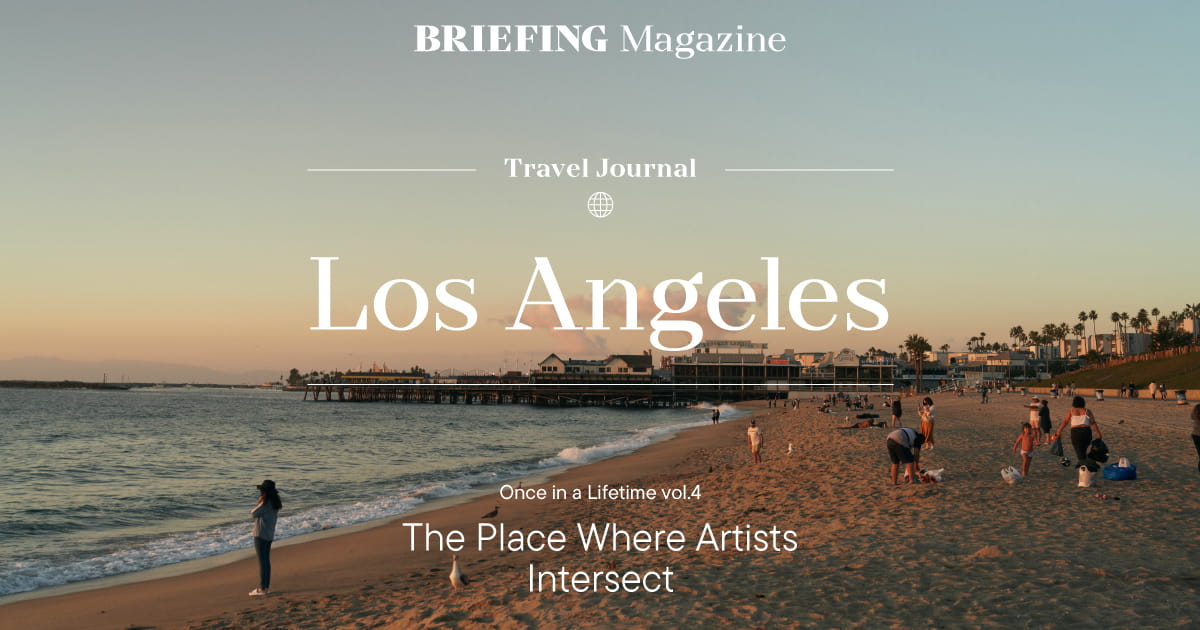 BRIEFING Magazine
Travel Journal
Los Angeles
Once in a Lifetime vol.4
The Place Where Artists
Intersect